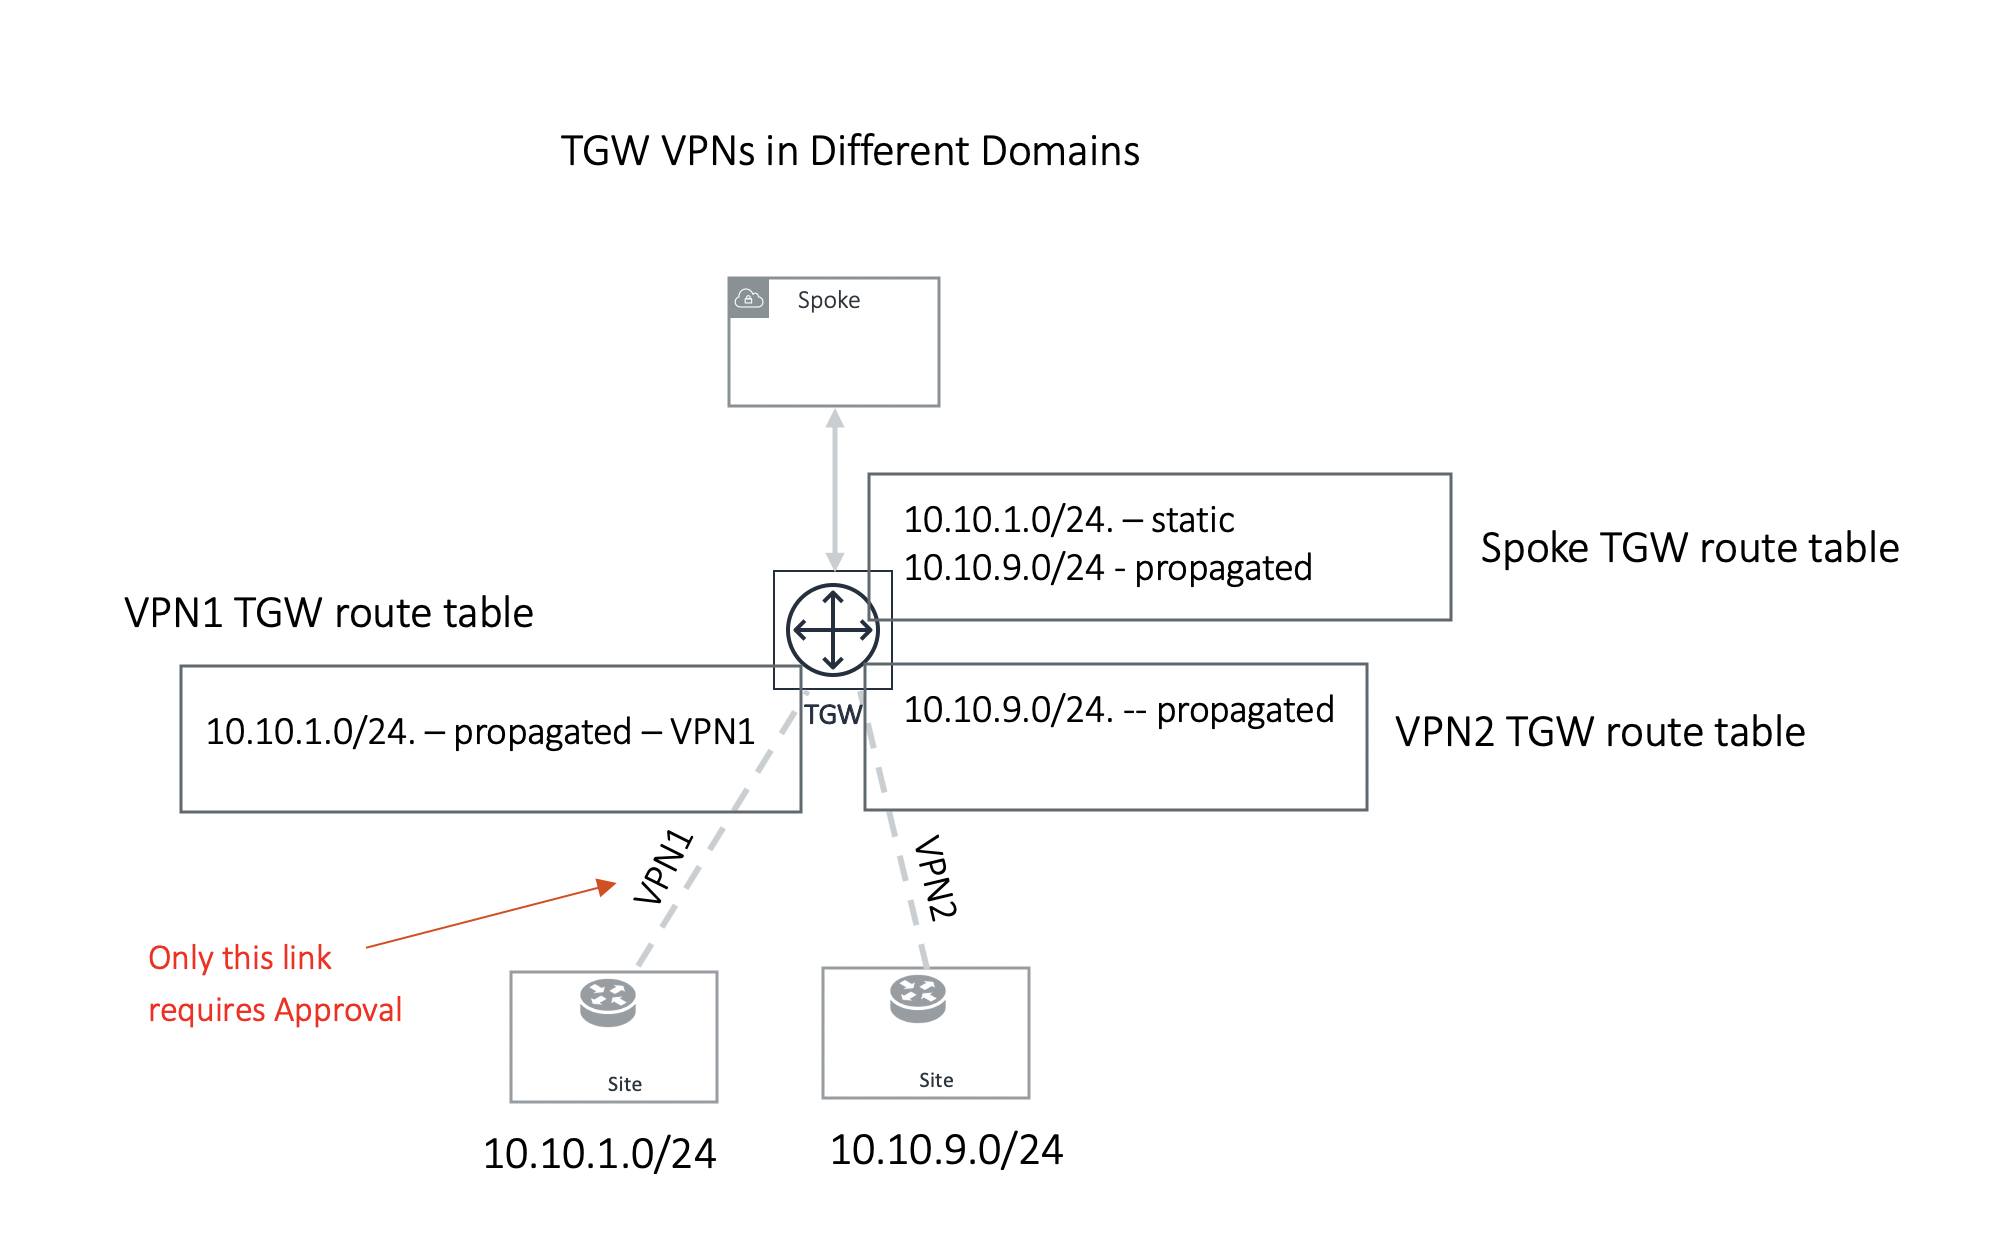 TGW VPNs in Different Domains
Spoke
10.10.1.0/24. – static
10.10.9.0/24 - propagated
Spoke TGW route table
VPN1 TGW route table
10.10.1.0/24. – propagated – VPN1
TGW
10.10.9.0/24. -- propagated
VPN2 TGW route table
VPN1
VPN2
Only this link
requires Approval
Site
Site
10.10.1.0/24
10.10.9.0/24